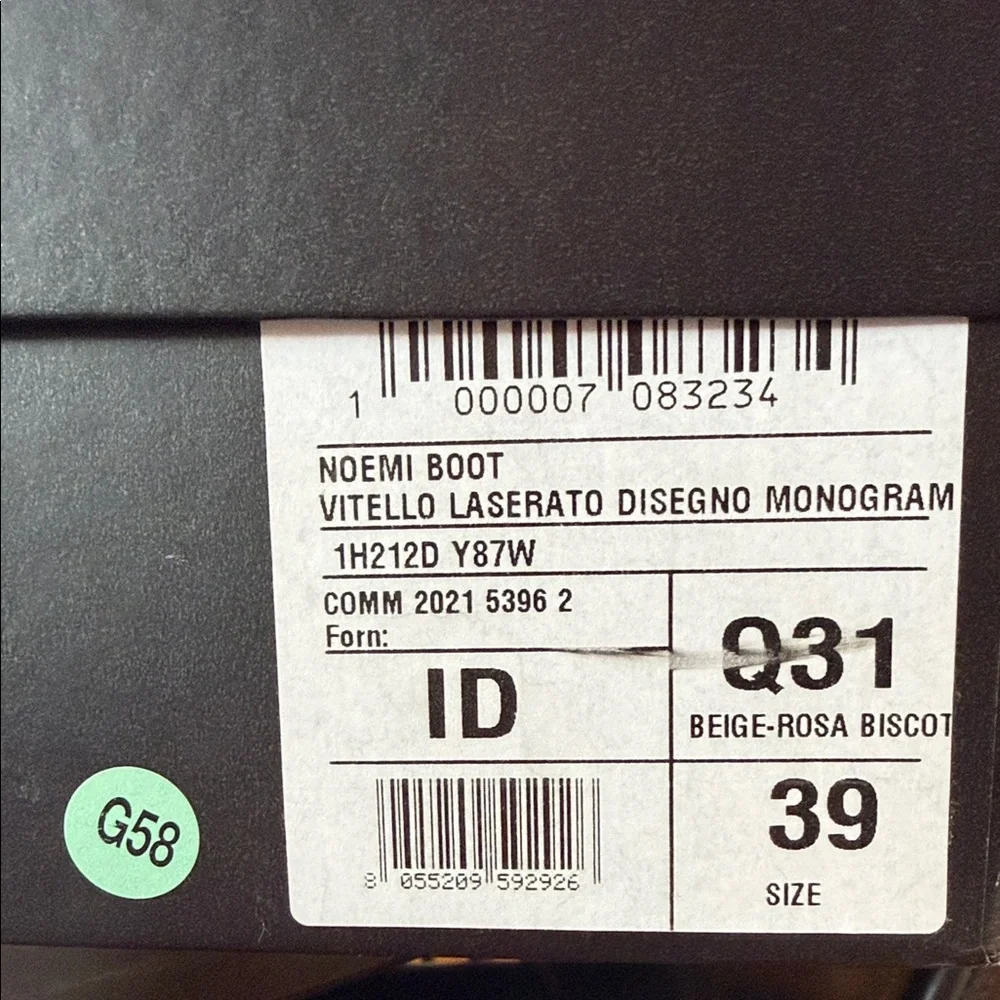 1 000007 083234
NOEMI BOOT
VITELLO LASERATO DISEGNO MONOGRAM
1H212D Y87W
COMM 2021 5396 2
Forn:
ID
Q31
BEIGE-ROSA BISCOT
39
SIZE
8 055209 592926
G58